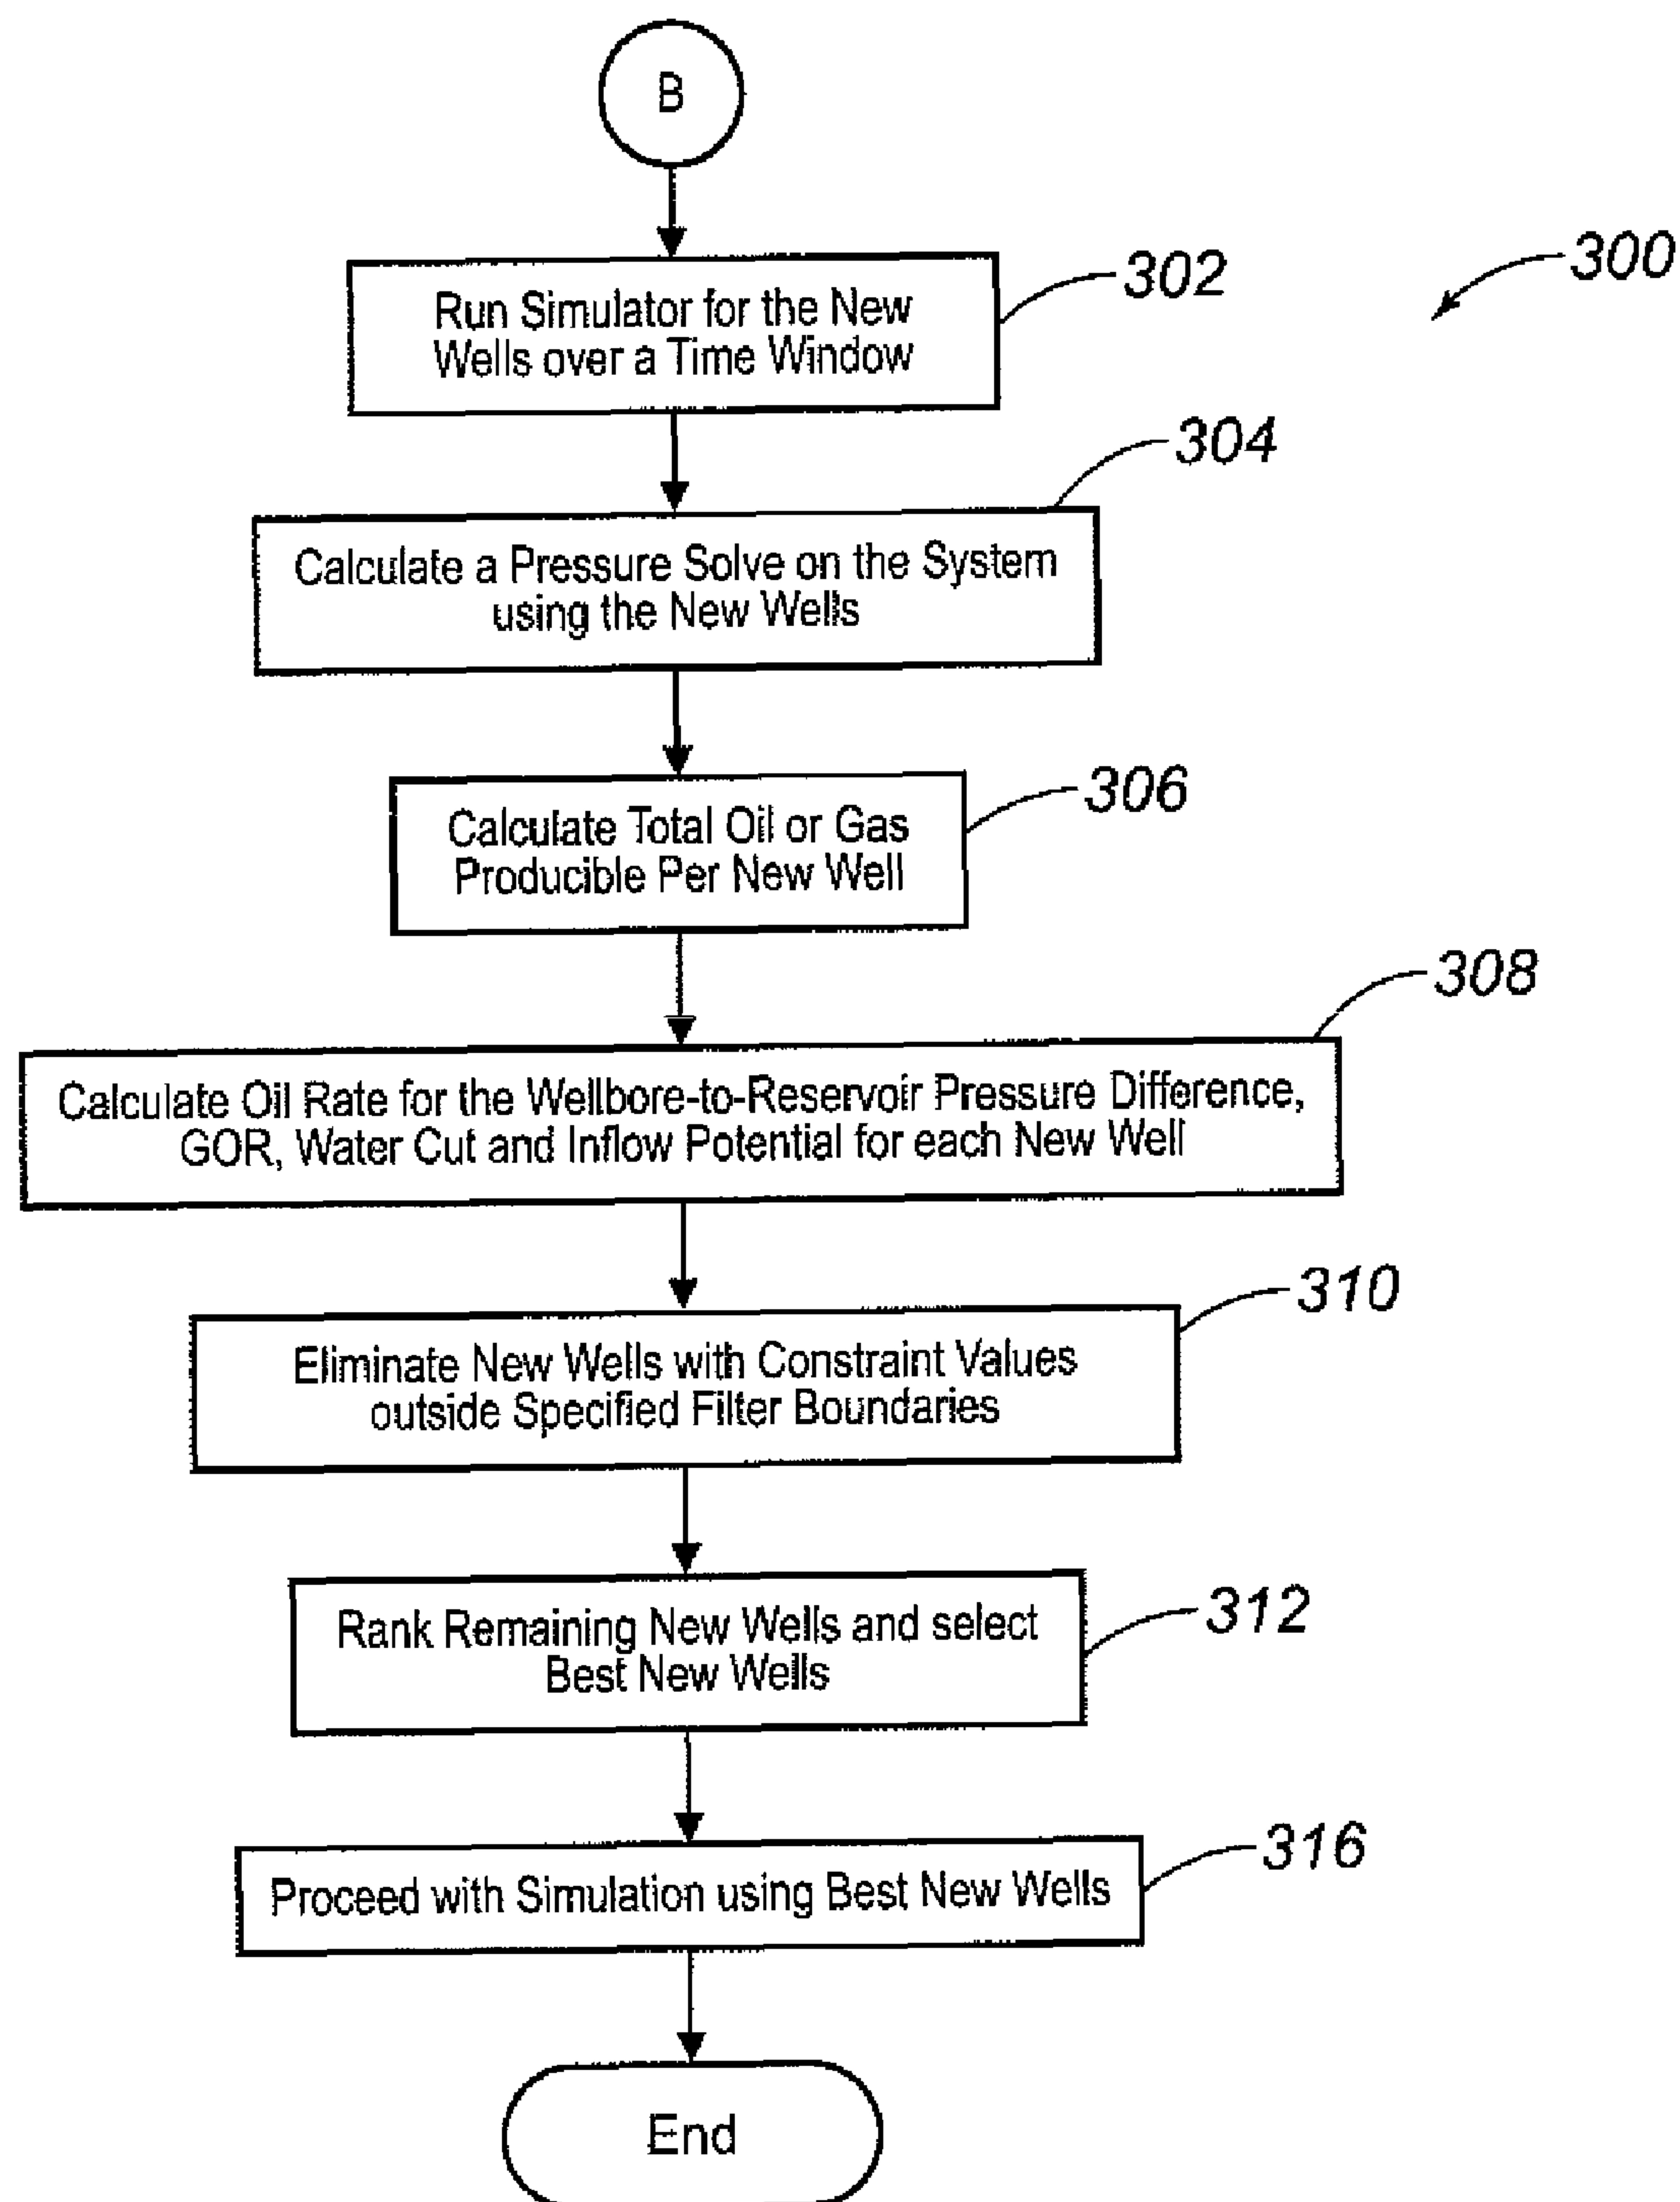 B
300
302
Run Simulator for the New
Wells over a Time Window
304
Calculate a Pressure Solve on the System
using the New Wells
306
Calculate Total Oil or Gas
Producible Per New Well
308
Calculate Oil Rate for the Wellbore-to-Reservoir Pressure Difference,
GOR, Water Cut and Inflow Potential for each New Well
310
Eliminate New Wells with Constraint Values
outside Specified Filter Boundaries
312
Rank Remaining New Wells and select
Best New Wells
316
Proceed with Simulation using Best New Wells
End